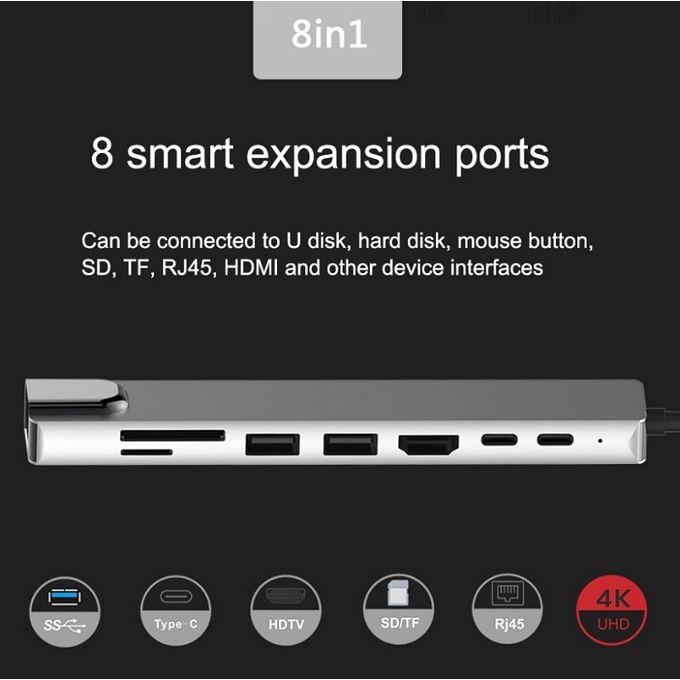 8in1
8 smart expansion ports
Can be connected to U disk, hard disk, mouse button,
SD, TF, RJ45, HDMI and other device interfaces
SS
Type-C
HDTV
SD/TF
Rj45
4K
UHD